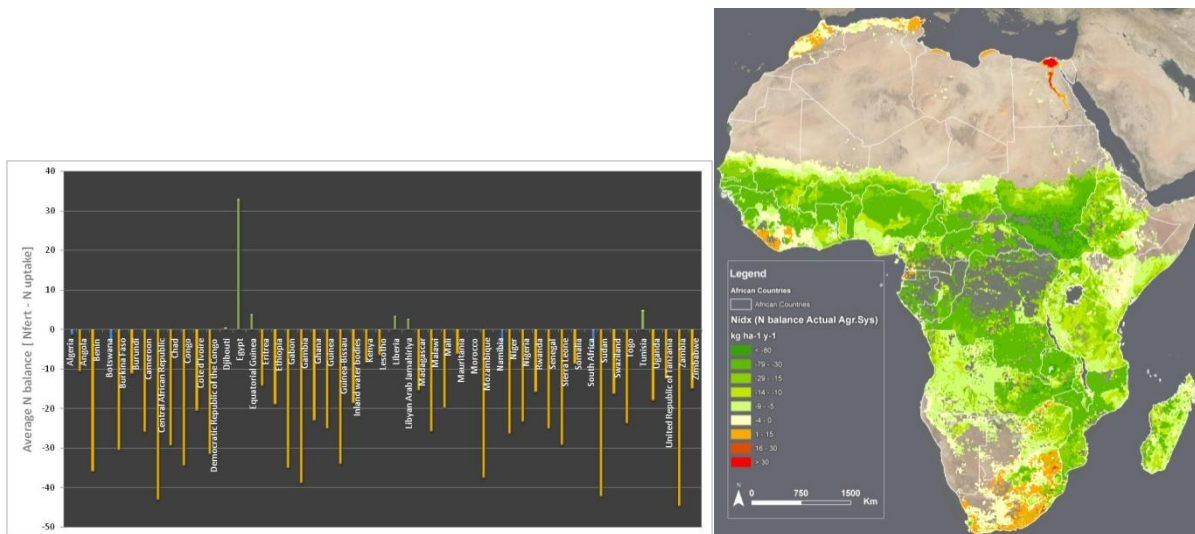 Average N balance [Nfert - N uptake]
40
30
20
10
0
-10
-20
-30
-40
-50
Algeria
Angola
Benin
Botswana
Burkina Faso
Burundi
Cameroon
Central African Republic
Chad
Congo
Cote d'Ivoire
Democratic Republic of the Congo
Djibouti
Egypt
Equatorial Guinea
Eritrea
Ethiopia
Gabon
Gambia
Ghana
Guinea
Guinea-Bissau
Inland water bodies
Kenya
Lesotho
Liberia
Libyan Arab Jamahiriya
Madagascar
Malawi
Mali
Mauritania
Morocco
Mozambique
Namibia
Niger
Nigeria
Rwanda
Senegal
Sierra Leone
Somalia
South Africa
Sudan
Swaziland
Togo
Tunisia
Uganda
United Republic of Tanzania
Zambia
Zimbabwe
Legend
African Countries
African Countries
Nidx (N balance Actual Agr.Sys)
kg ha-1 y-1
< -80
-79 - -30
-29 - -15
-14 - -10
-9 - -5
-4 - 0
1 - 15
16 - 30
> 30
N
0 750 1500
Km